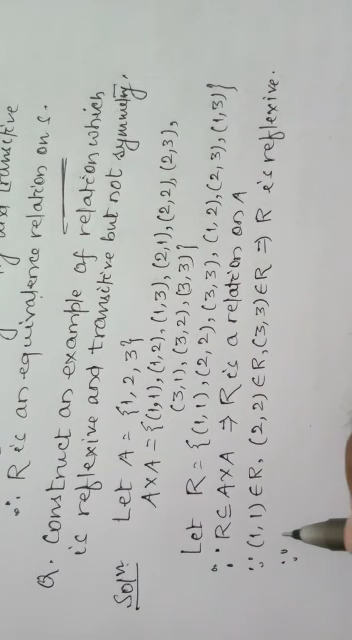 and transitive
∴ R is an equivalence relation on S.
Q. Construct an example of relation which
is reflexive and transitive but not symmetry.
Soln Let A = {1, 2, 3}
A×A = {(1,1), (1,2), (1,3), (2,1), (2,2), (2,3),
(3,1), (3,2), (3,3)}
Let R = {(1,1), (2,2), (3,3), (1,2), (2,3), (1,3)}
∵ R ⊆ A×A ⇒ R is a relation on A
∵ (1,1) ∈ R, (2,2) ∈ R, (3,3) ∈ R ⇒ R is reflexive.
∵